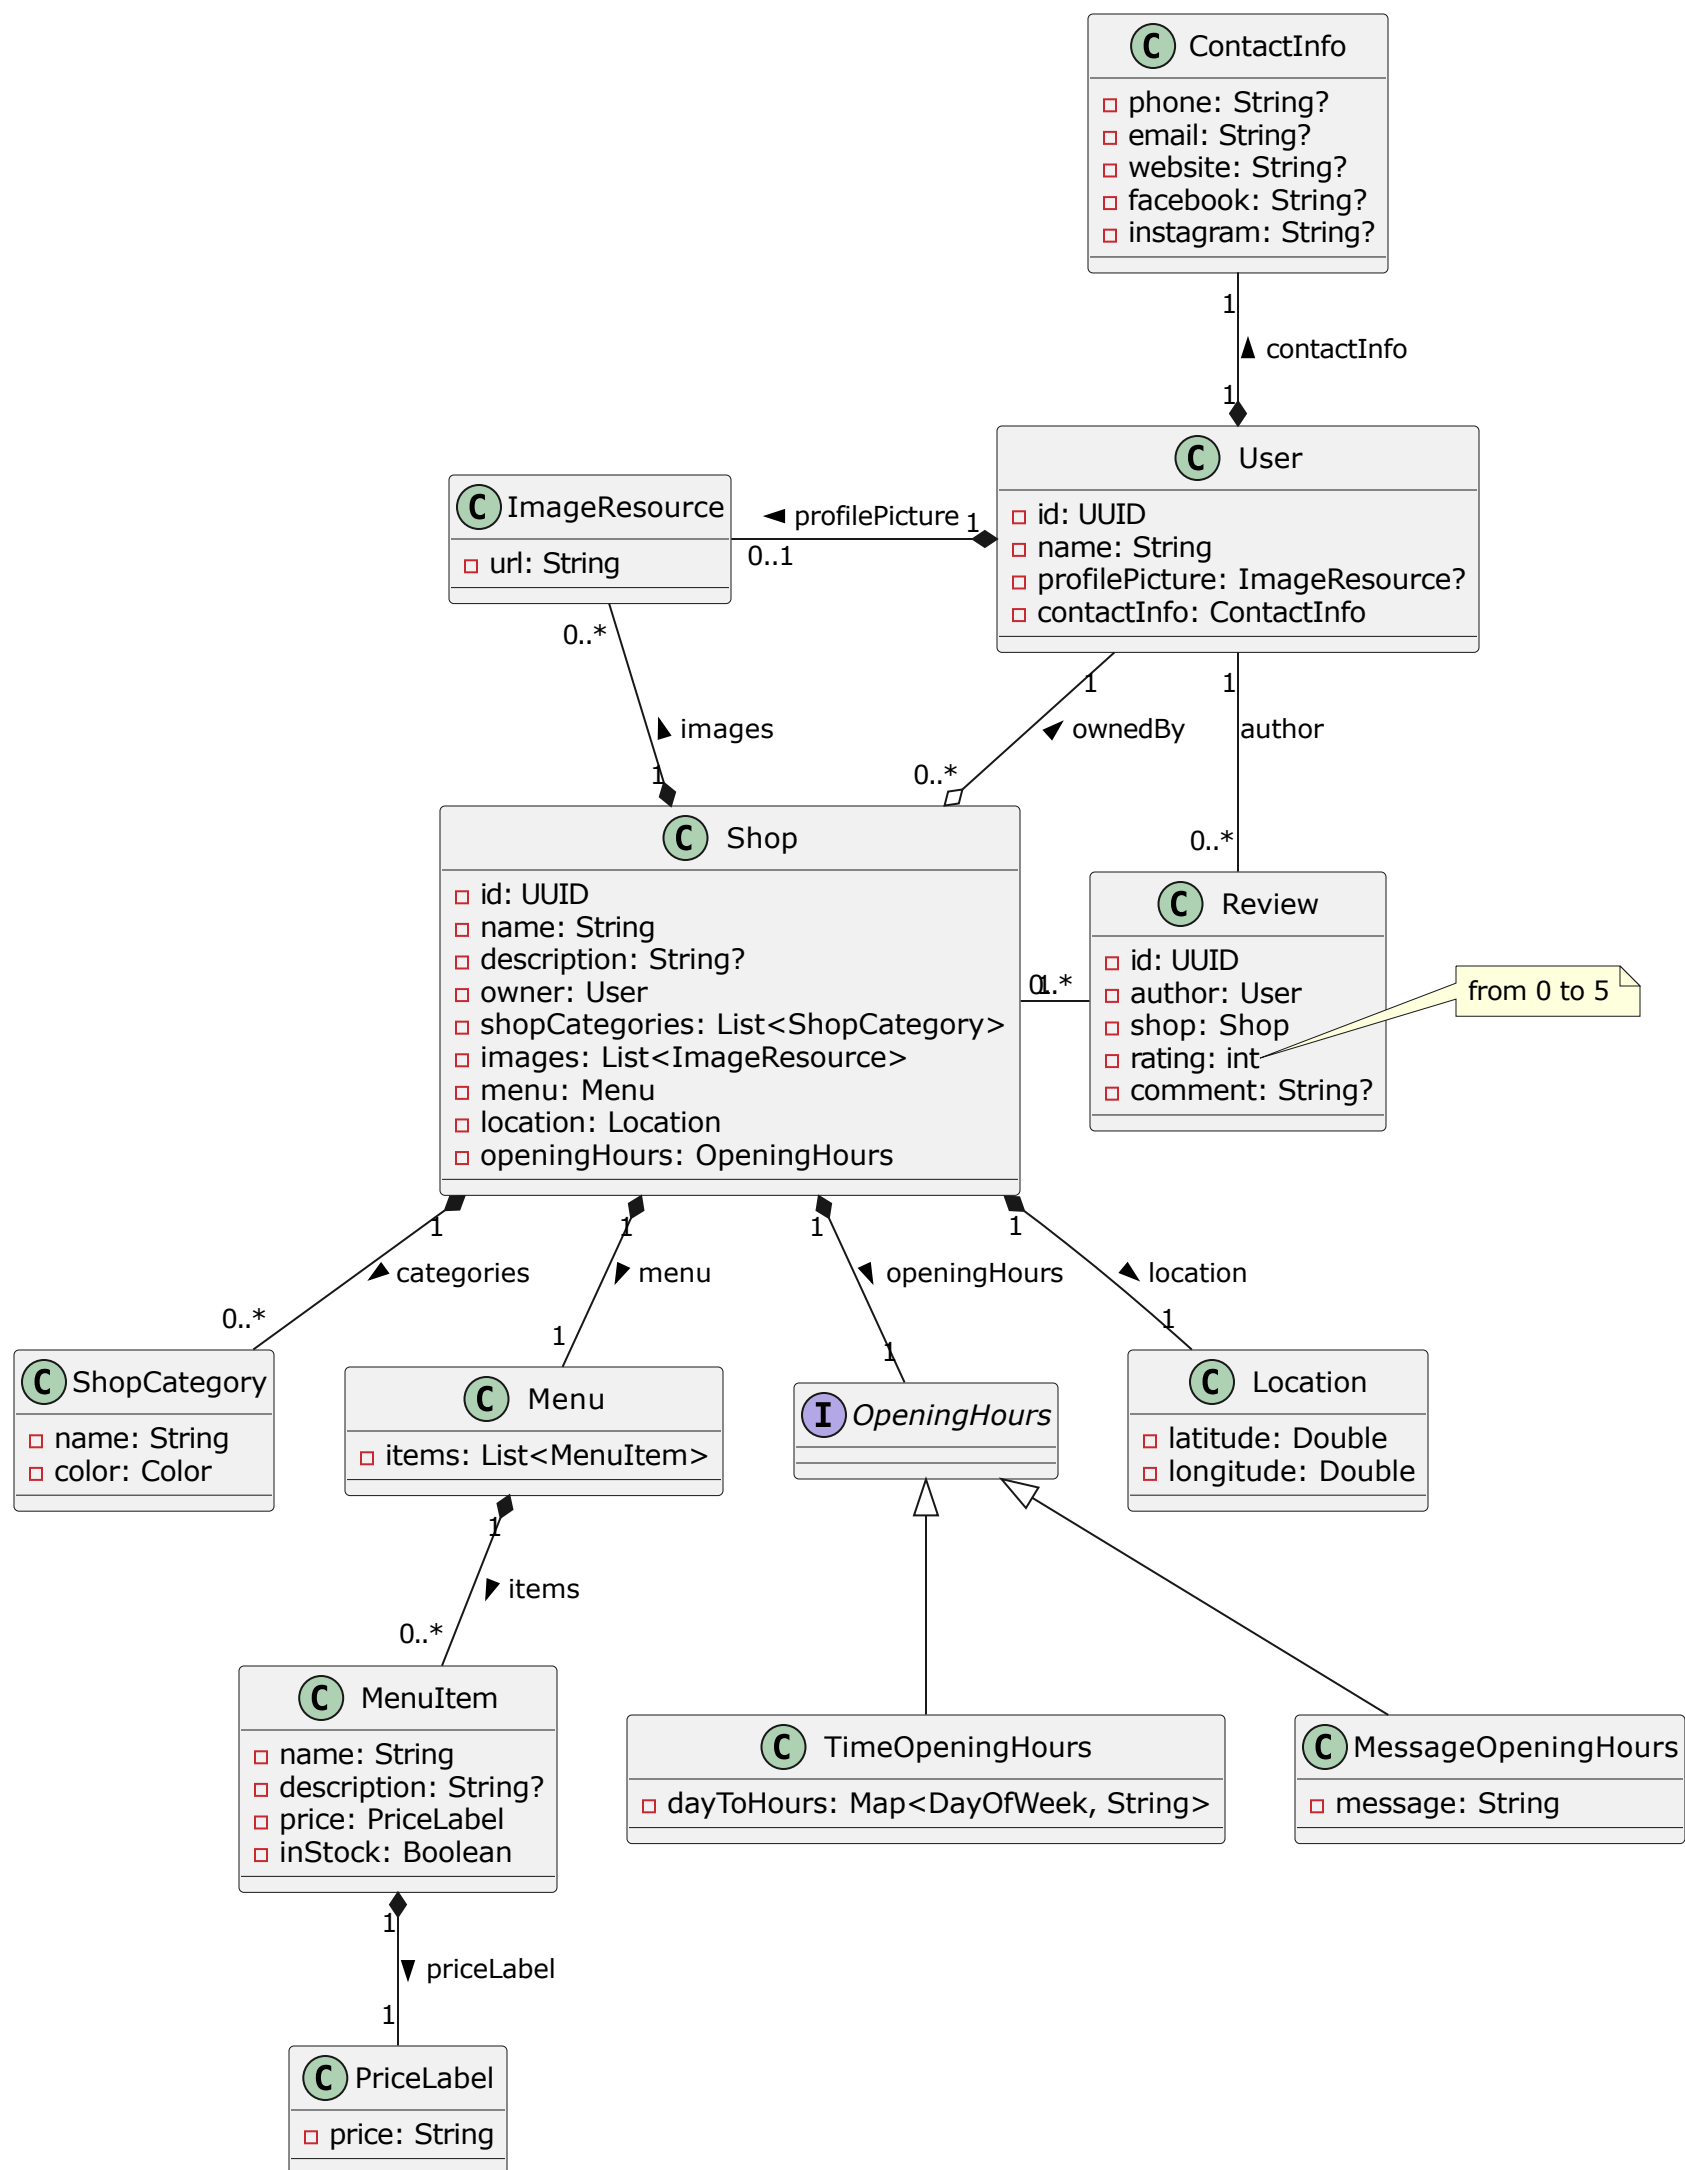 C ContactInfo
phone: String?
email: String?
website: String?
facebook: String?
instagram: String?
1
contactInfo
1
C User
id: UUID
name: String
profilePicture: ImageResource?
contactInfo: ContactInfo
C ImageResource
url: String
profilePicture 1
0..1
0..*
images
1
1
ownedBy
0..*
1
author
0..*
C Shop
id: UUID
name: String
description: String?
owner: User
shopCategories: List<ShopCategory>
images: List<ImageResource>
menu: Menu
location: Location
openingHours: OpeningHours
1
0..*
C Review
id: UUID
author: User
shop: Shop
rating: int
comment: String?
from 0 to 5
1
categories
0..*
1
menu
1
1
openingHours
1
1
location
1
C ShopCategory
name: String
color: Color
C Menu
items: List<MenuItem>
I OpeningHours
C Location
latitude: Double
longitude: Double
1
items
0..*
C MenuItem
name: String
description: String?
price: PriceLabel
inStock: Boolean
C TimeOpeningHours
dayToHours: Map<DayOfWeek, String>
C MessageOpeningHours
message: String
1
priceLabel
1
C PriceLabel
price: String